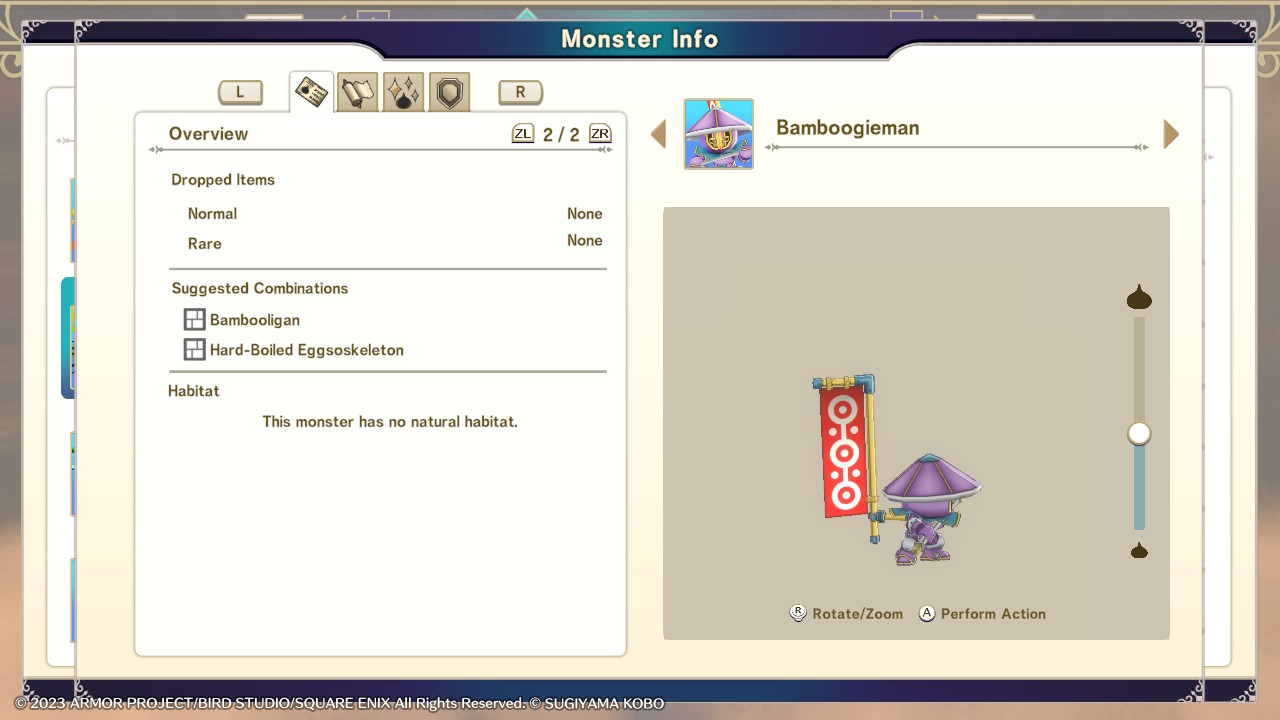 Monster Info
L
R
Overview
ZL 2 / 2 ZR
Dropped Items
Normal None
Rare None
Suggested Combinations
Bambooligan
Hard-Boiled Eggsoskeleton
Habitat
This monster has no natural habitat.
Bamboogieman
R Rotate/Zoom A Perform Action
© 2023 ARMOR PROJECT/BIRD STUDIO/SQUARE ENIX All Rights Reserved. © SUGIYAMA KOBO